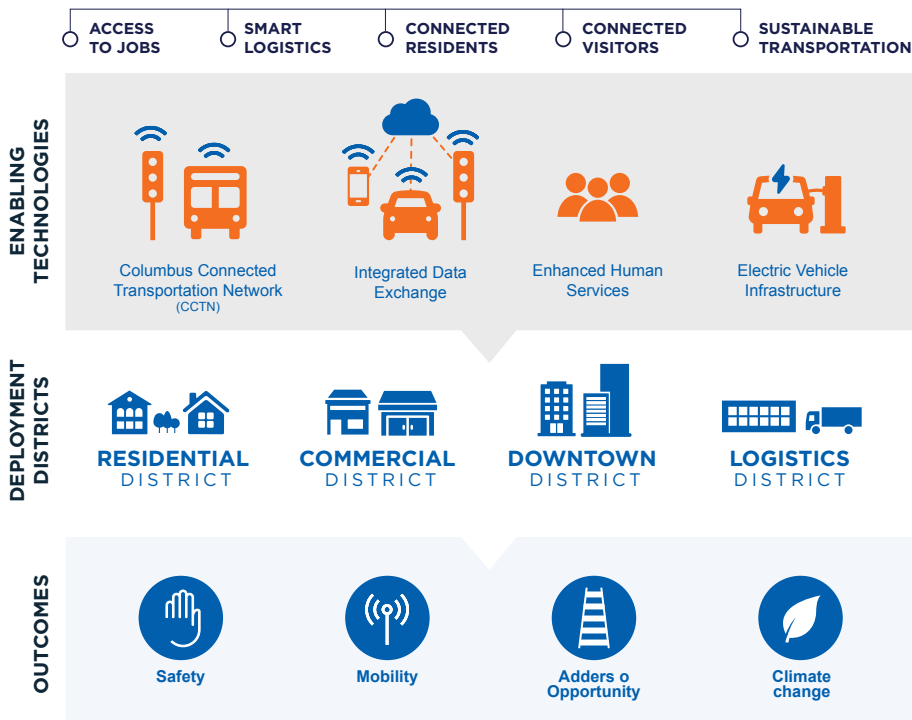 ACCESS
TO JOBS
SMART
LOGISTICS
CONNECTED
RESIDENTS
CONNECTED
VISITORS
SUSTAINABLE
TRANSPORTATION
ENABLING
TECHNOLOGIES
Columbus Connected
Transportation Network
(CCTN)
Integrated Data
Exchange
Enhanced Human
Services
Electric Vehicle
Infrastructure
DEPLOYMENT
DISTRICTS
RESIDENTIAL
DISTRICT
COMMERCIAL
DISTRICT
DOWNTOWN
DISTRICT
LOGISTICS
DISTRICT
OUTCOMES
Safety
Mobility
Adders o
Opportunity
Climate
change